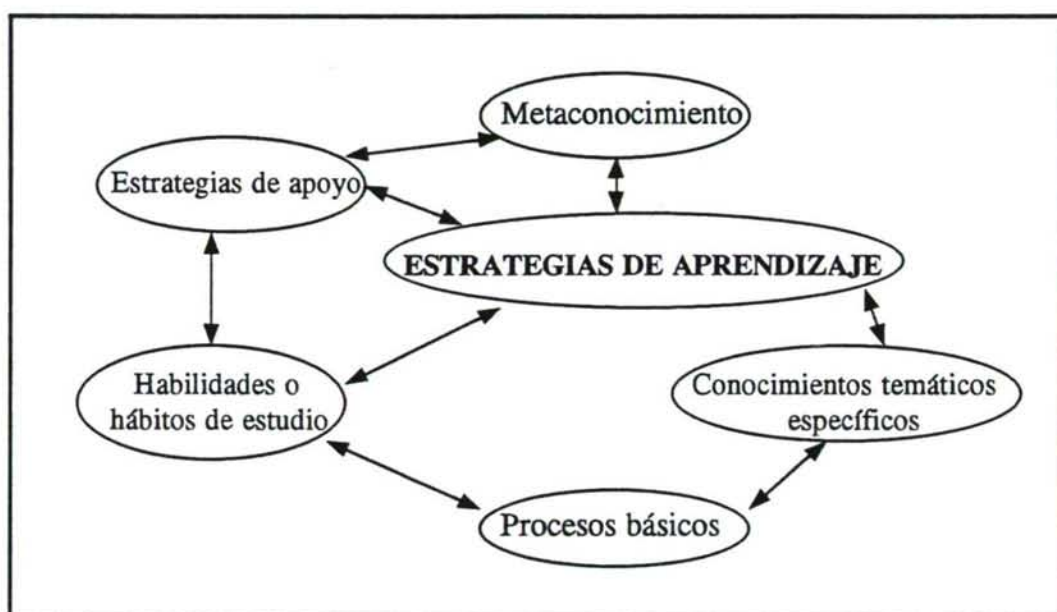 Metaconocimiento
Estrategias de apoyo
ESTRATEGIAS DE APRENDIZAJE
Habilidades o
hábitos de estudio
Conocimientos temáticos
específicos
Procesos básicos